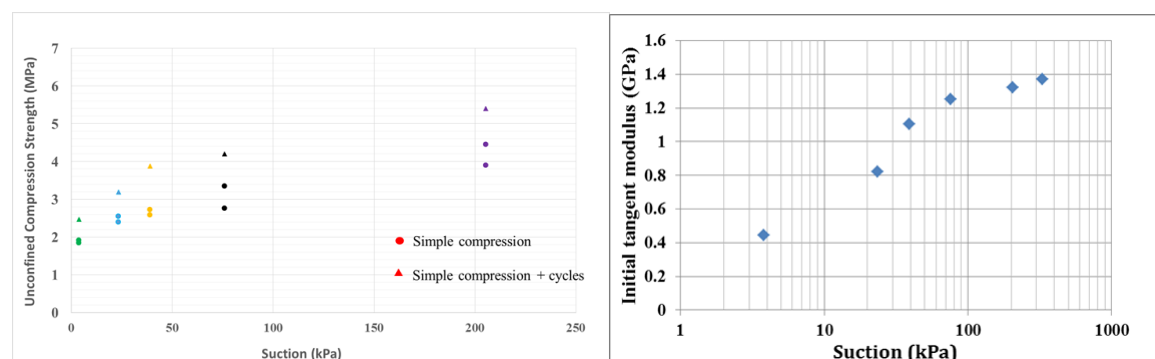 Unconfined Compression Strength (MPa)
7
6
5
4
3
2
1
0
0 50 100 150 200 250
Suction (kPa)
Simple compression
Simple compression + cycles
Initial tangent modulus (GPa)
1.6
1.4
1.2
1
0.8
0.6
0.4
0.2
0
1 10 100 1000
Suction (kPa)